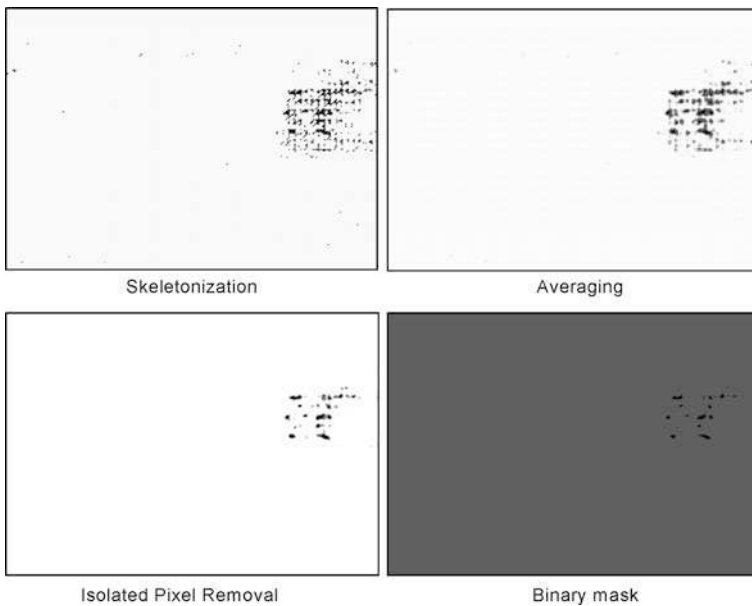 Skeletonization
Averaging
Isolated Pixel Removal
Binary mask